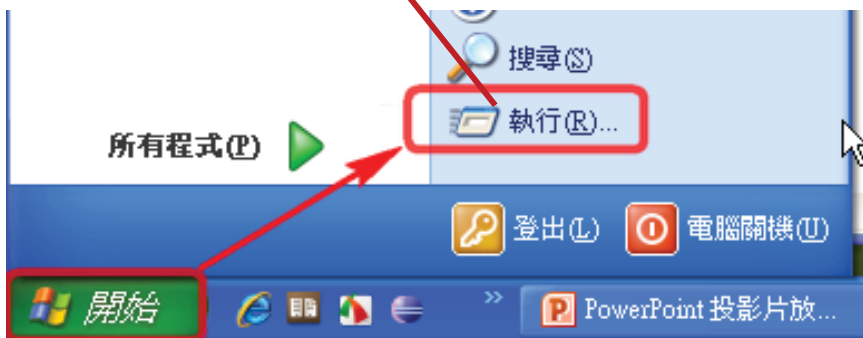 搜尋(S)
執行(R)...
所有程式(P)
登出(L) 電腦關機(U)
開始 PowerPoint 投影片放...